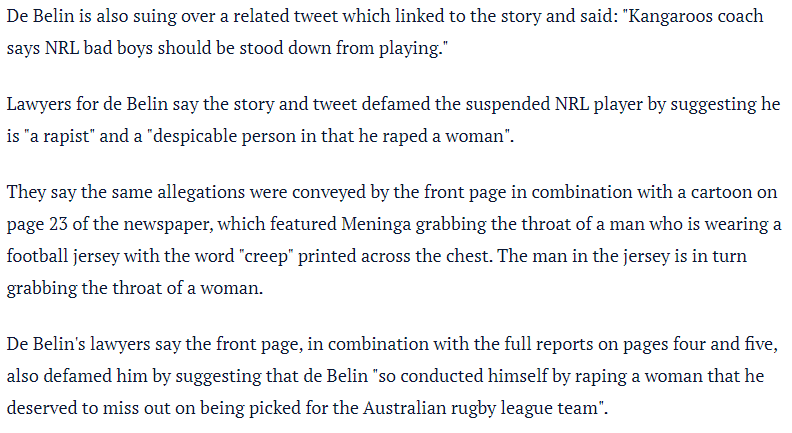 De Belin is also suing over a related tweet which linked to the story and said: "Kangaroos coach
says NRL bad boys should be stood down from playing."
Lawyers for de Belin say the story and tweet defamed the suspended NRL player by suggesting he
is "a rapist" and a "despicable person in that he raped a woman".
They say the same allegations were conveyed by the front page in combination with a cartoon on
page 23 of the newspaper, which featured Meninga grabbing the throat of a man who is wearing a
football jersey with the word "creep" printed across the chest. The man in the jersey is in turn
grabbing the throat of a woman.
De Belin's lawyers say the front page, in combination with the full reports on pages four and five,
also defamed him by suggesting that de Belin "so conducted himself by raping a woman that he
deserved to miss out on being picked for the Australian rugby league team".